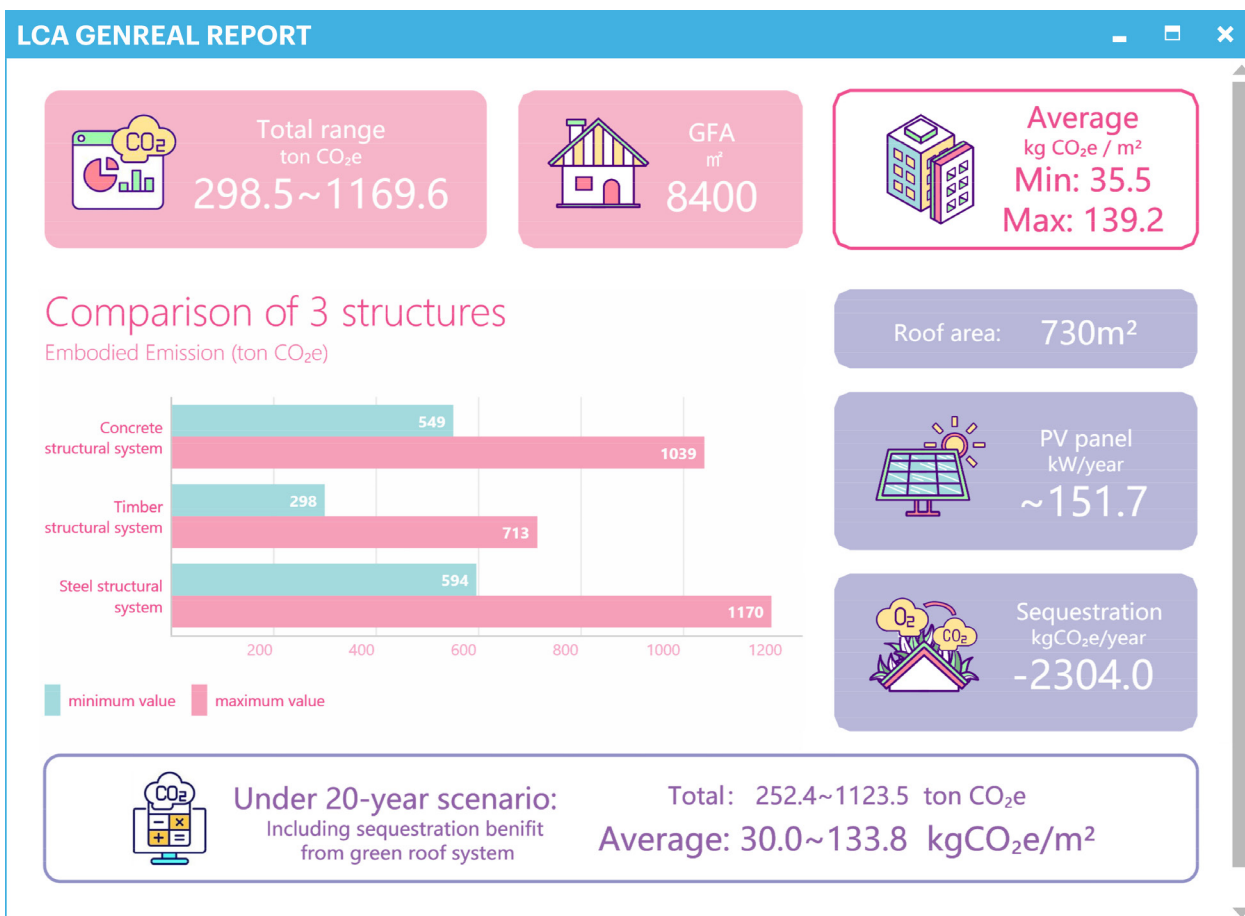 LCA GENREAL REPORT
CO₂
Total range
ton CO₂e
298.5~1169.6
GFA
㎡
8400
Average
kg CO₂e / m²
Min: 35.5
Max: 139.2
Comparison of 3 structures
Embodied Emission (ton CO₂e)
Concrete
structural system
549
1039
Timber
structural system
298
713
Steel structural
system
594
1170
200 400 600 800 1000 1200
minimum value maximum value
Roof area: 730m²
PV panel
kW/year
~151.7
O₂
CO₂
Sequestration
kgCO₂e/year
-2304.0
CO₂
Under 20-year scenario:
Including sequestration benifit
from green roof system
Total: 252.4~1123.5 ton CO₂e
Average: 30.0~133.8 kgCO₂e/m²